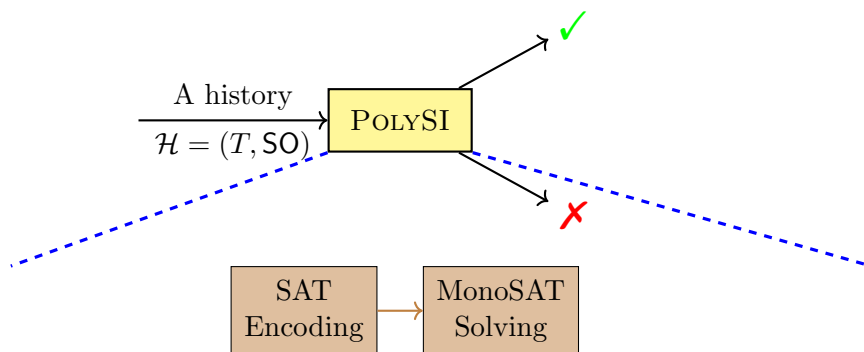 A history
H = (T, SO)
POLYSI
✓
✗
SAT
Encoding
MonoSAT
Solving